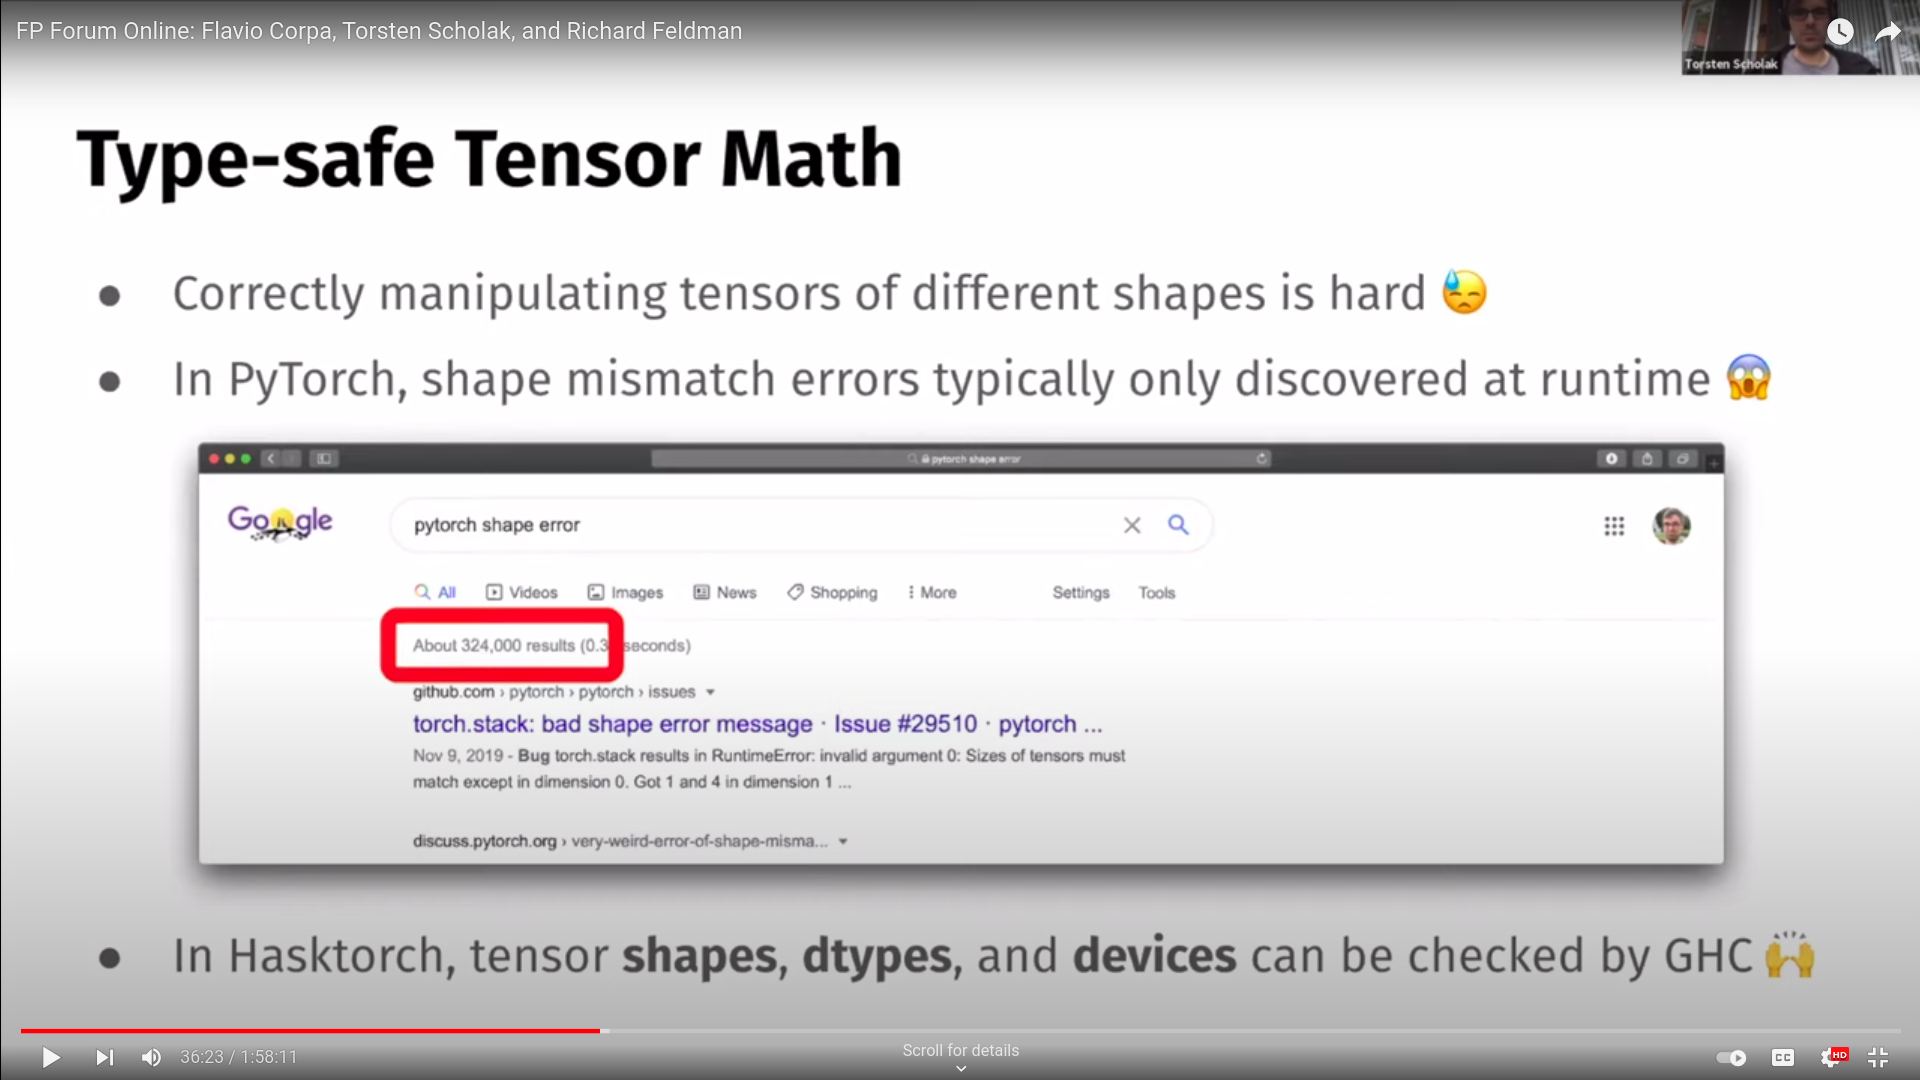 FP Forum Online: Flavio Corpa, Torsten Scholak, and Richard Feldman
Torsten Scholak
Type-safe Tensor Math
● Correctly manipulating tensors of different shapes is hard 😓
● In PyTorch, shape mismatch errors typically only discovered at runtime 😱
pytorch shape error
Google
pytorch shape error
All Videos Images News Shopping More Settings Tools
About 324,000 results (0.3 seconds)
github.com › pytorch › pytorch › issues
torch.stack: bad shape error message · Issue #29510 · pytorch ...
Nov 9, 2019 - Bug torch.stack results in RuntimeError: invalid argument 0: Sizes of tensors must
match except in dimension 0. Got 1 and 4 in dimension 1 ...
discuss.pytorch.org › very-weird-error-of-shape-misma...
● In Hasktorch, tensor shapes, dtypes, and devices can be checked by GHC 🙌
36:23 / 1:58:11
Scroll for details
CC
HD